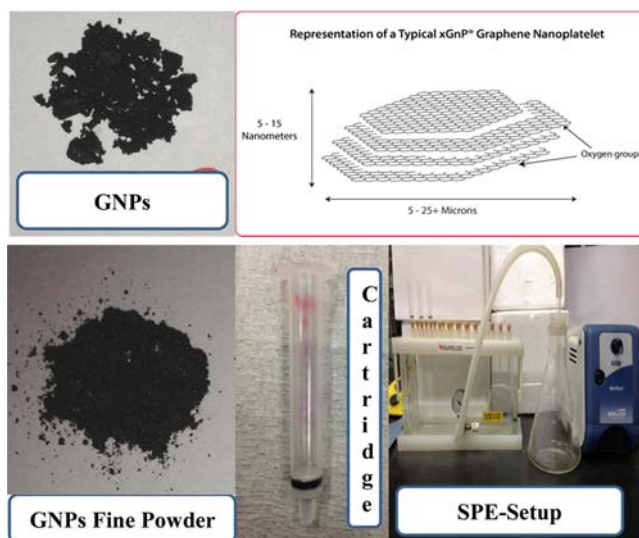 GNPs
Representation of a Typical xGnP® Graphene Nanoplatelet
5 - 15
Nanometers
Oxygen group
5 - 25+ Microns
GNPs Fine Powder
Cartridge
SPE-Setup